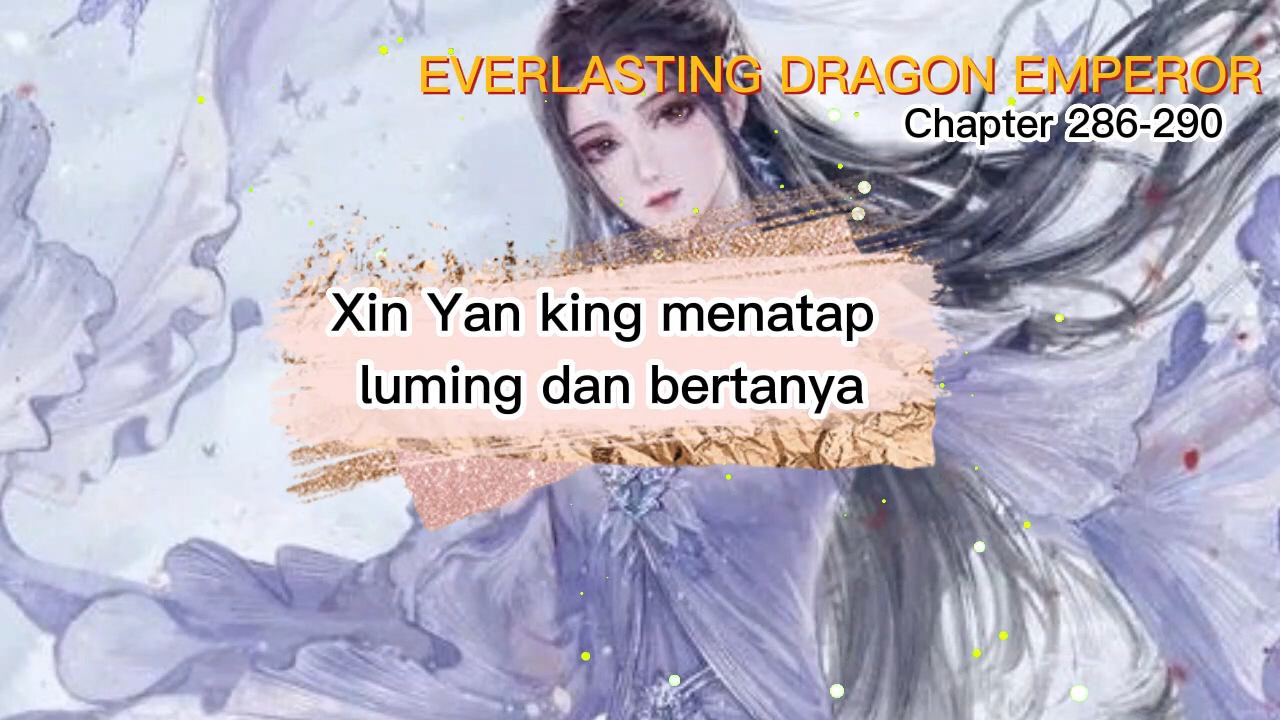 EVERLASTING DRAGON EMPEROR
Chapter 286-290
Xin Yan king menatap
luming dan bertanya